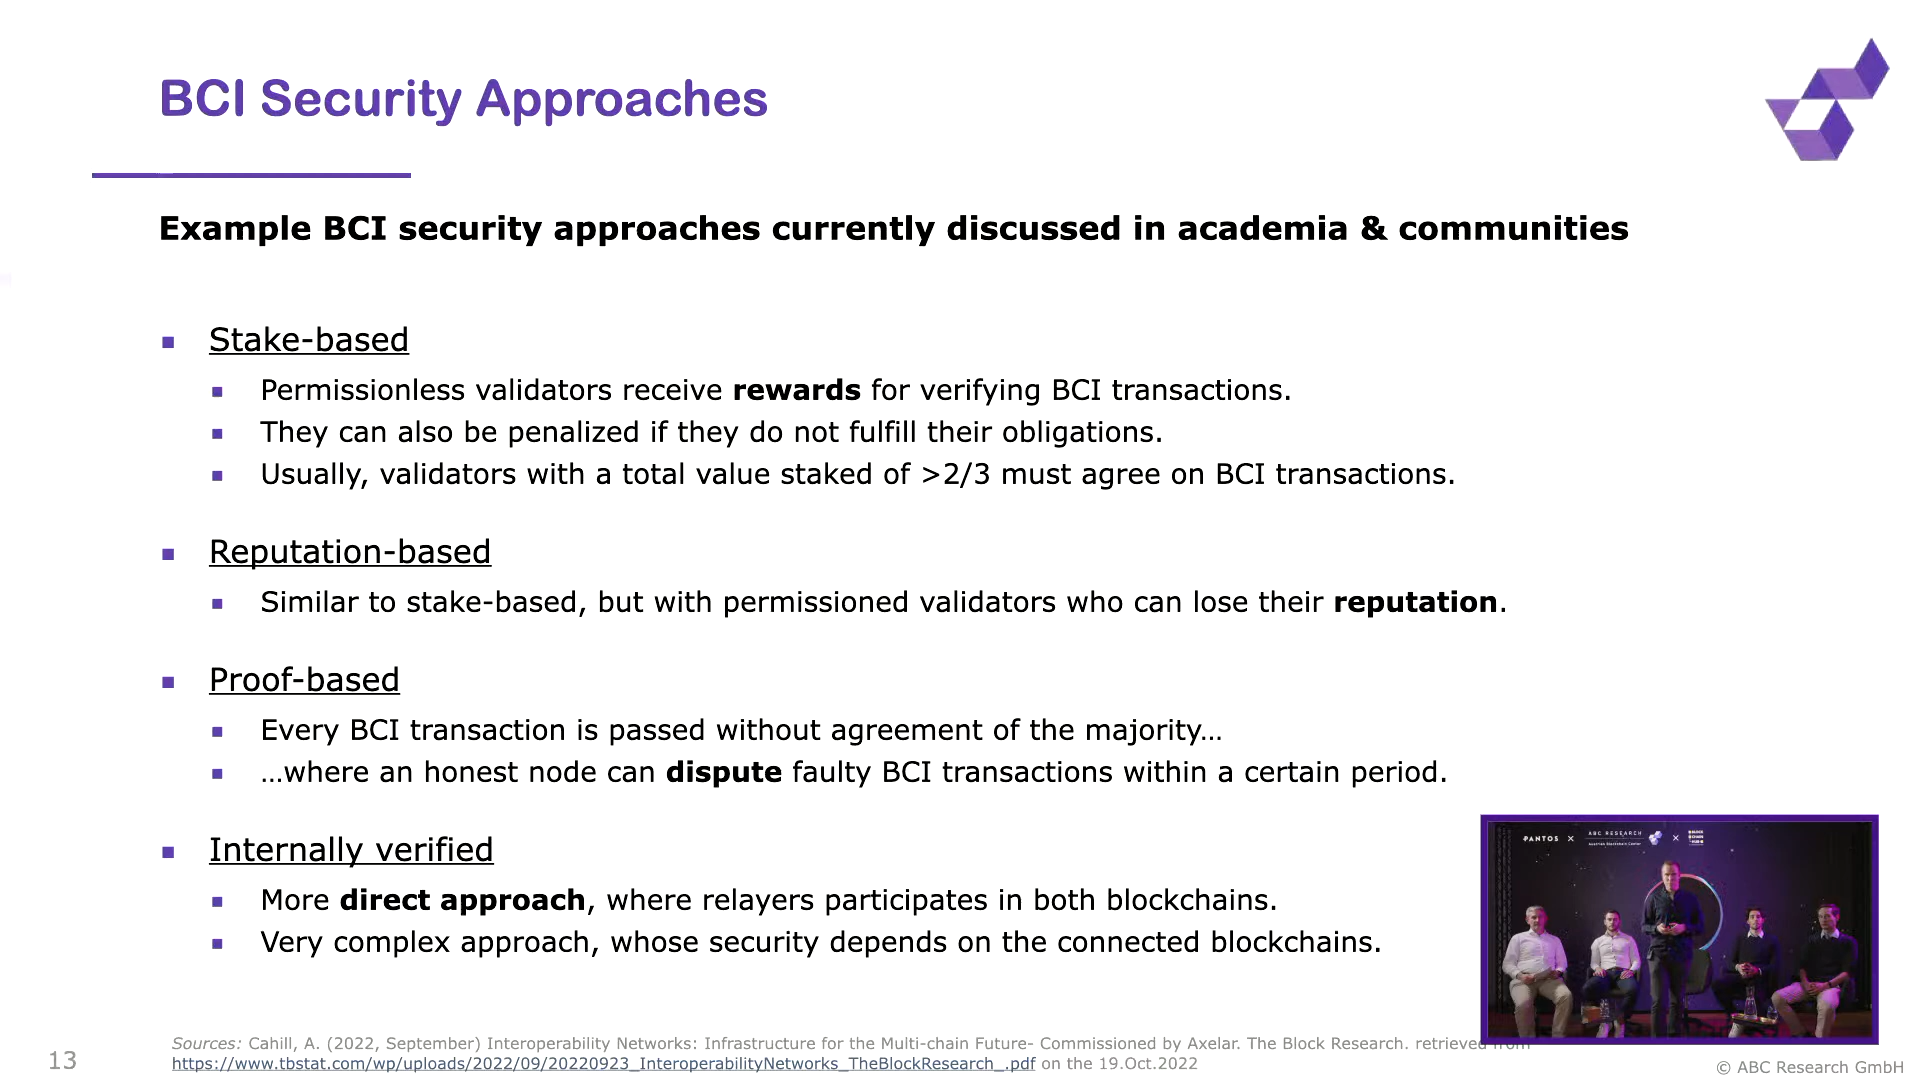 BCI Security Approaches
Example BCI security approaches currently discussed in academia & communities
Stake-based
Permissionless validators receive rewards for verifying BCI transactions.
They can also be penalized if they do not fulfill their obligations.
Usually, validators with a total value staked of >2/3 must agree on BCI transactions.
Reputation-based
Similar to stake-based, but with permissioned validators who can lose their reputation.
Proof-based
Every BCI transaction is passed without agreement of the majority…
…where an honest node can dispute faulty BCI transactions within a certain period.
Internally verified
More direct approach, where relayers participates in both blockchains.
Very complex approach, whose security depends on the connected blockchains.
PANTOS X ABC RESEARCH X BLOCK CHAIN HUB
Austrian Blockchain Center
Sources: Cahill, A. (2022, September) Interoperability Networks: Infrastructure for the Multi-chain Future- Commissioned by Axelar. The Block Research. retrieved from
https://www.tbstat.com/wp/uploads/2022/09/20220923_InteroperabilityNetworks_TheBlockResearch_.pdf on the 19.Oct.2022
13
© ABC Research GmbH